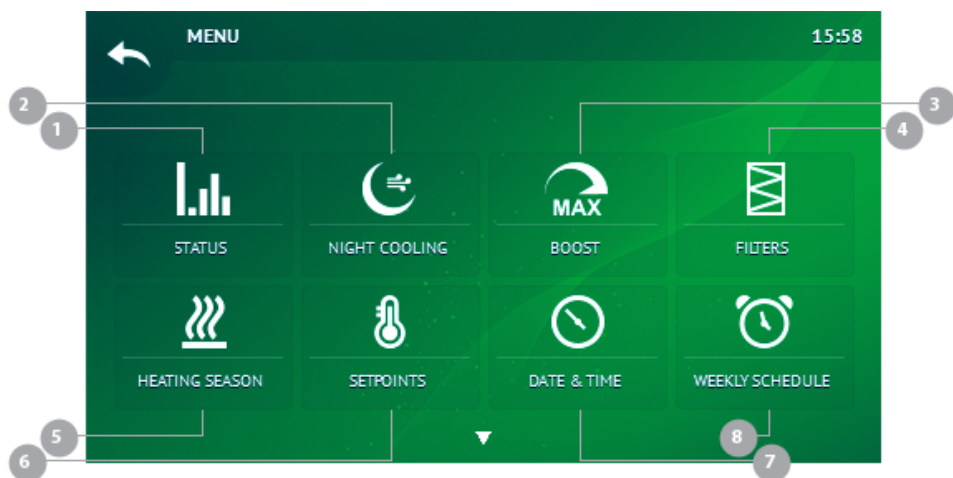 MENU 15:58
2
3
1
4
MAX
STATUS NIGHT COOLING BOOST FILTERS
HEATING SEASON SETPOINTS DATE & TIME WEEKLY SCHEDULE
5
8
6
7